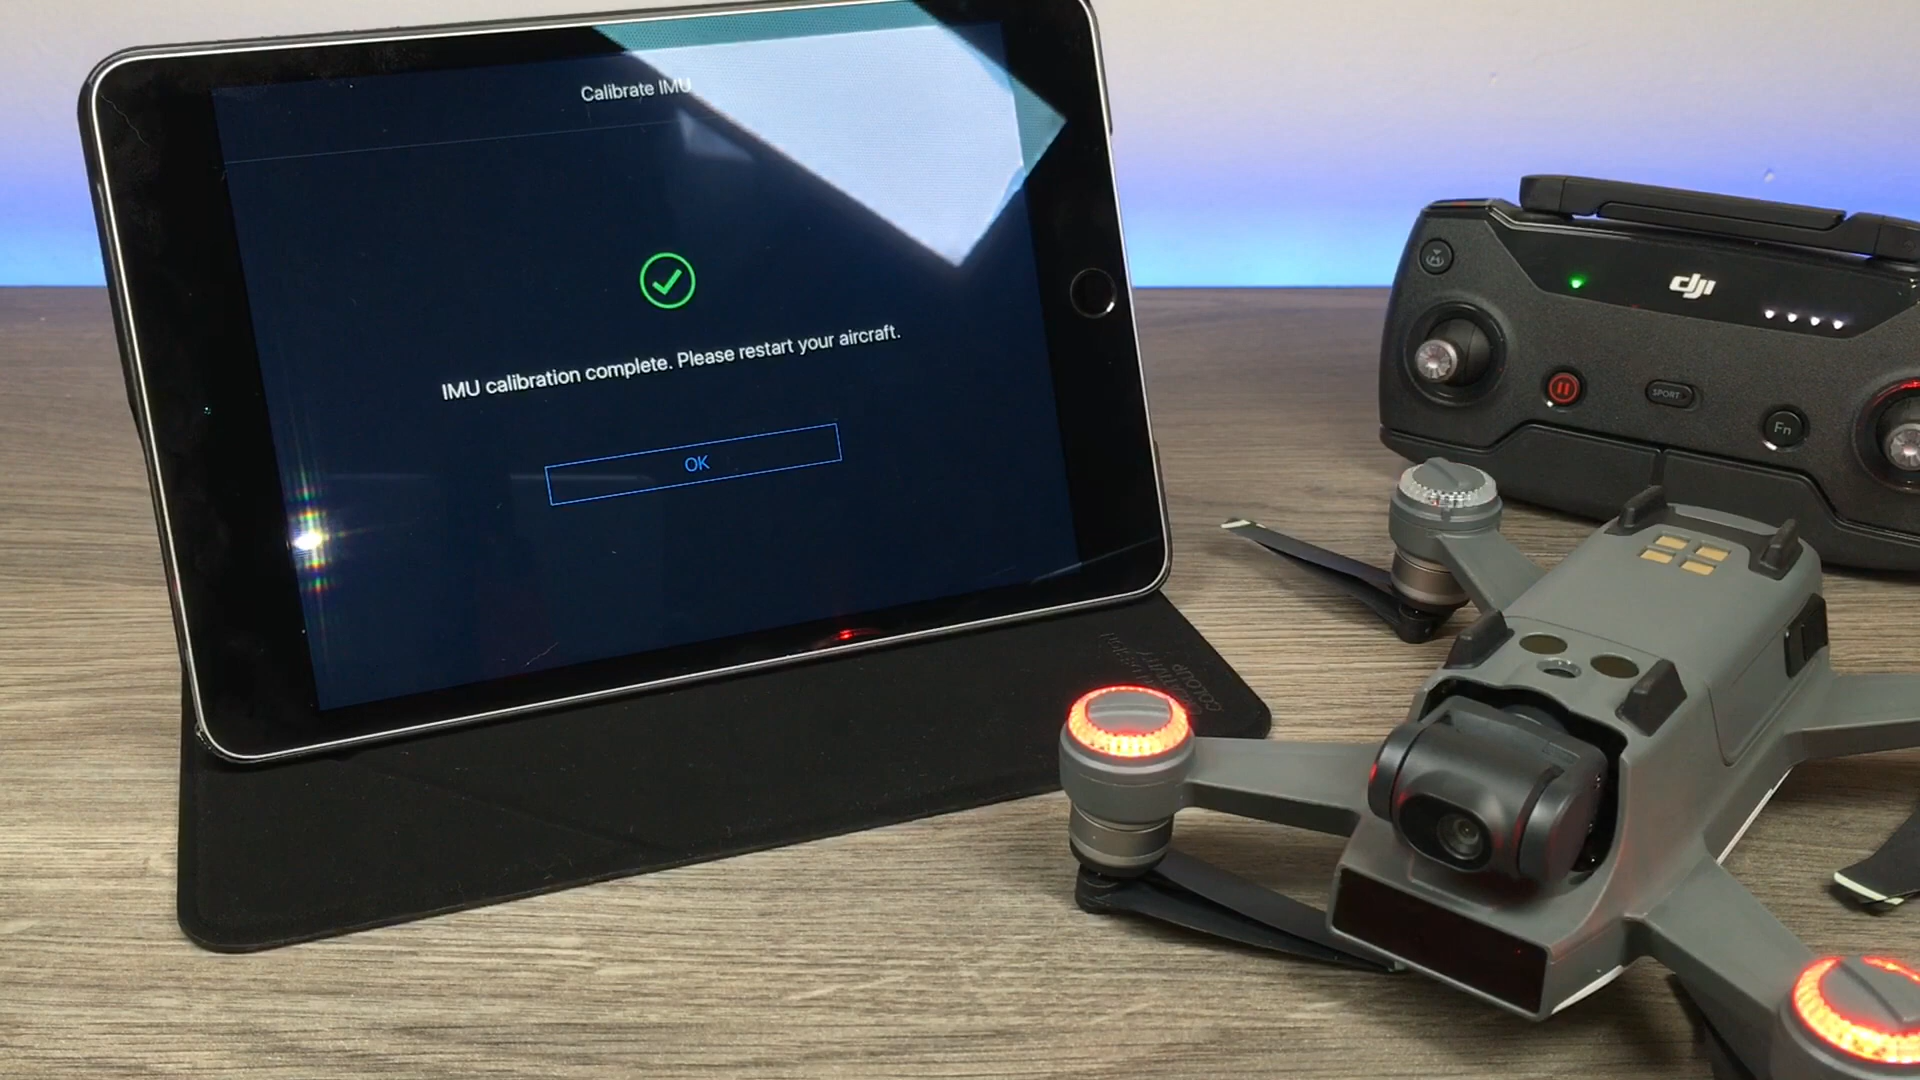 Calibrate IMU
IMU calibration complete. Please restart your aircraft.
OK
dji
SPORT
Fn